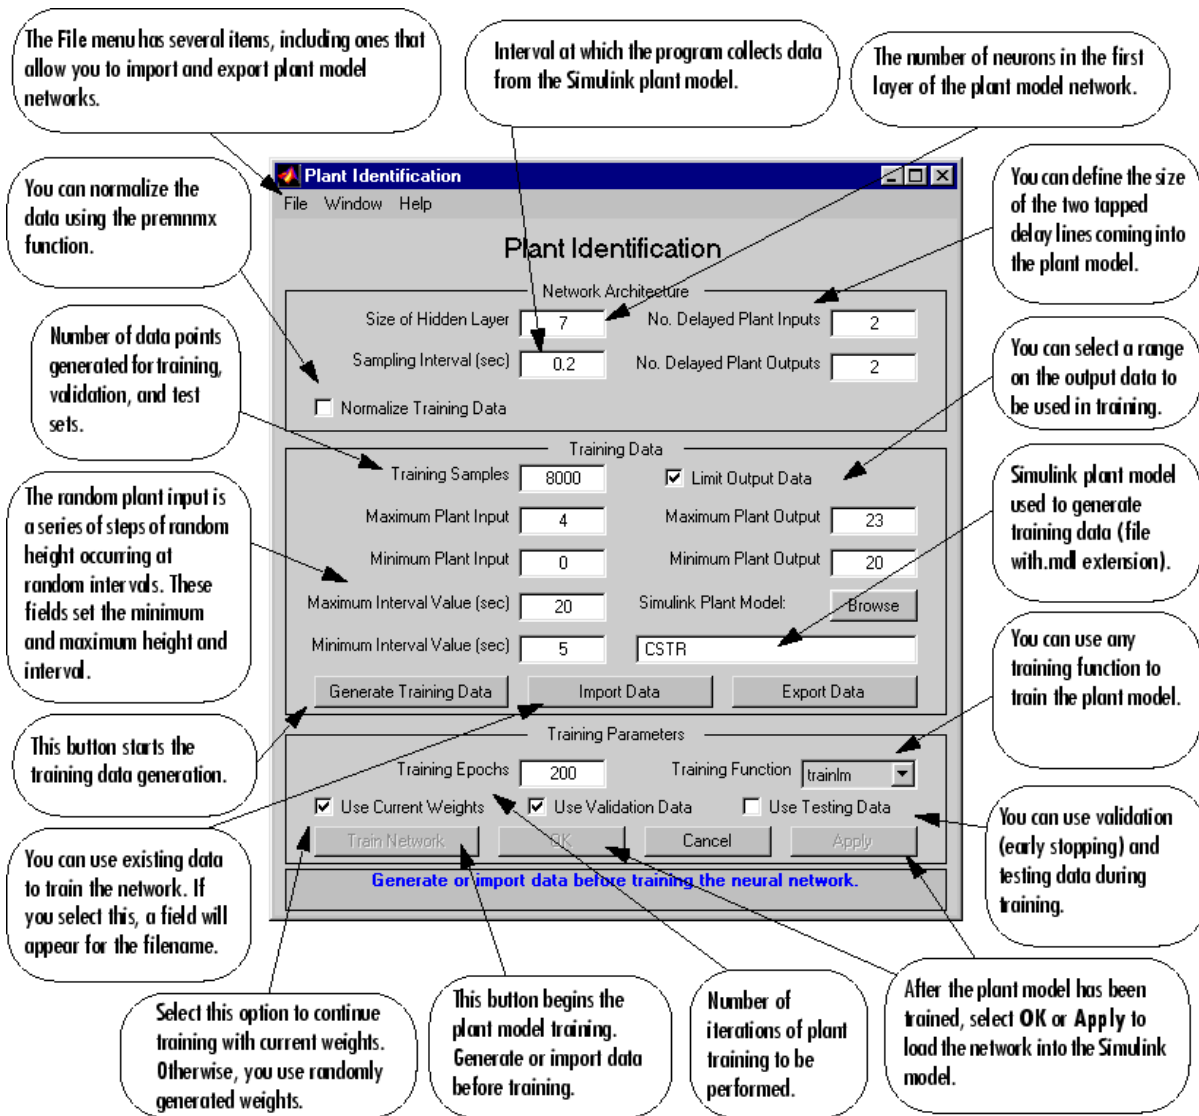 The File menu has several items, including ones that
allow you to import and export plant model
networks.
Interval at which the program collects data
from the Simulink plant model.
The number of neurons in the first
layer of the plant model network.
You can normalize the
data using the premnmx
function.
You can define the size
of the two tapped
delay lines coming into
the plant model.
Number of data points
generated for training,
validation, and test
sets.
You can select a range
on the output data to
be used in training.
The random plant input is
a series of steps of random
height occurring at
random intervals. These
fields set the minimum
and maximum height and
interval.
Simulink plant model
used to generate
training data (file
with.mdl extension).
You can use any
training function to
train the plant model.
This button starts the
training data generation.
You can use existing data
to train the network. If
you select this, a field will
appear for the filename.
You can use validation
(early stopping) and
testing data during
training.
Select this option to continue
training with current weights.
Otherwise, you use randomly
generated weights.
This button begins the
plant model training.
Generate or import data
before training.
Number of
iterations of plant
training to be
performed.
After the plant model has been
trained, select OK or Apply to
load the network into the Simulink
model.
Plant Identification
File Window Help
Plant Identification
Network Architecture
Size of Hidden Layer 7 No. Delayed Plant Inputs 2
Sampling Interval (sec) 0.2 No. Delayed Plant Outputs 2
Normalize Training Data
Training Data
Training Samples 8000 Limit Output Data
Maximum Plant Input 4 Maximum Plant Output 23
Minimum Plant Input 0 Minimum Plant Output 20
Maximum Interval Value (sec) 20 Simulink Plant Model: Browse
Minimum Interval Value (sec) 5 CSTR
Generate Training Data Import Data Export Data
Training Parameters
Training Epochs 200 Training Function trainlm
Use Current Weights Use Validation Data Use Testing Data
Train Network OK Cancel Apply
Generate or import data before training the neural network.